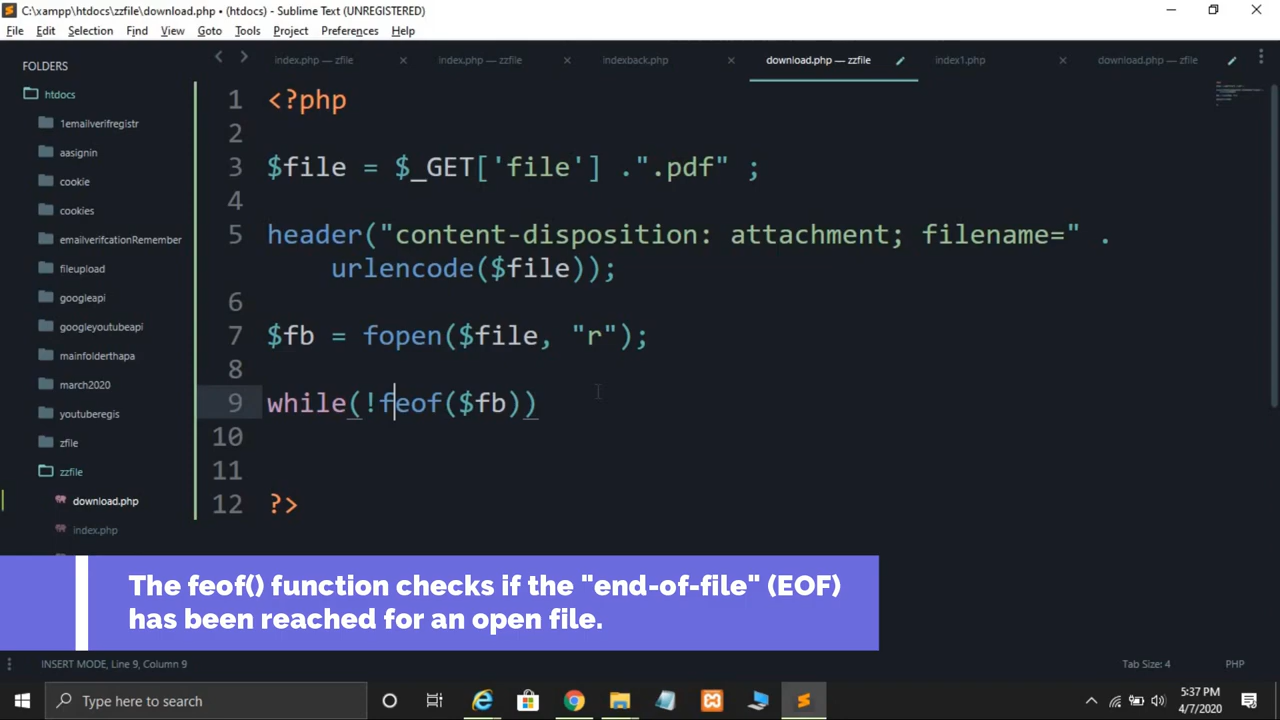 C:\xampp\htdocs\zzfile\download.php • (htdocs) - Sublime Text (UNREGISTERED)
File Edit Selection Find View Goto Tools Project Preferences Help
FOLDERS
htdocs
1emailverifregistr
aasignin
cookie
cookies
emailverifcationRemember
fileupload
googleapi
googleyoutubeapi
mainfolderthapa
march2020
youtuberegis
zfile
zzfile
download.php
index.php
index.php — zfile
index.php — zzfile
indexback.php
download.php — zzfile
index1.php
download.php — zfile
1 <?php
2
3 $file = $_GET['file'] .".pdf" ;
4
5 header("content-disposition: attachment; filename=" .
urlencode($file));
6
7 $fb = fopen($file, "r");
8
9 while(!feof($fb))
10
11
12 ?>
The feof() function checks if the "end-of-file" (EOF)
has been reached for an open file.
INSERT MODE, Line 9, Column 9
Tab Size: 4
PHP
Type here to search
5:37 PM
4/7/2020